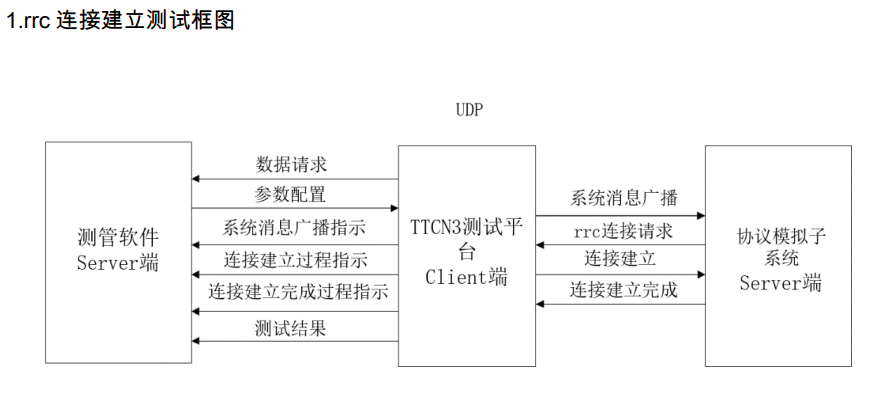 1.rrc 连接建立测试框图
UDP
数据请求
参数配置
系统消息广播指示
连接建立过程指示
连接建立完成过程指示
测试结果
测管软件
Server端
TTCN3测试平
台
Client端
系统消息广播
rrc连接请求
连接建立
连接建立完成
协议模拟子
系统
Server端